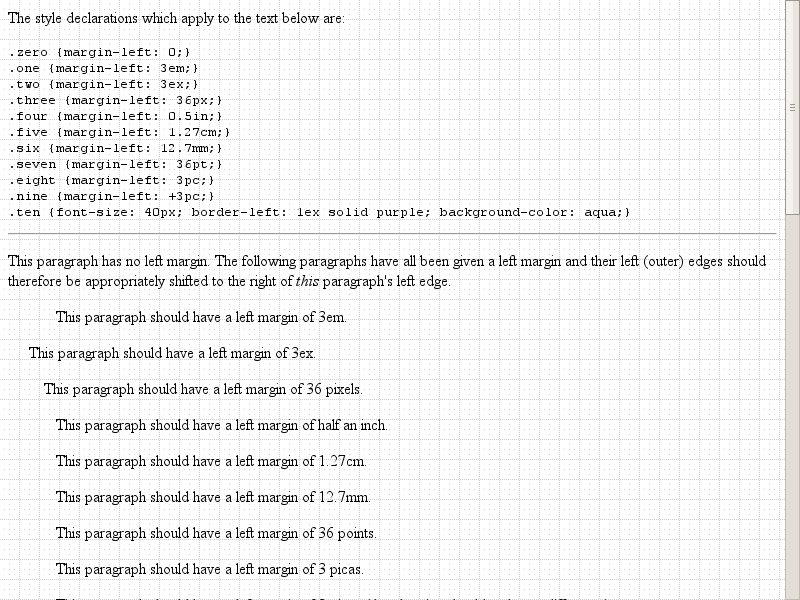 The style declarations which apply to the text below are:
.zero {margin-left: 0;}
.one {margin-left: 3em;}
.two {margin-left: 3ex;}
.three {margin-left: 36px;}
.four {margin-left: 0.5in;}
.five {margin-left: 1.27cm;}
.six {margin-left: 12.7mm;}
.seven {margin-left: 36pt;}
.eight {margin-left: 3pc;}
.nine {margin-left: +3pc;}
.ten {font-size: 40px; border-left: 1ex solid purple; background-color: aqua;}
This paragraph has no left margin. The following paragraphs have all been given a left margin and their left (outer) edges should
therefore be appropriately shifted to the right of this paragraph's left edge.
This paragraph should have a left margin of 3em.
This paragraph should have a left margin of 3ex.
This paragraph should have a left margin of 36 pixels.
This paragraph should have a left margin of half an inch.
This paragraph should have a left margin of 1.27cm.
This paragraph should have a left margin of 12.7mm.
This paragraph should have a left margin of 36 points.
This paragraph should have a left margin of 3 picas.